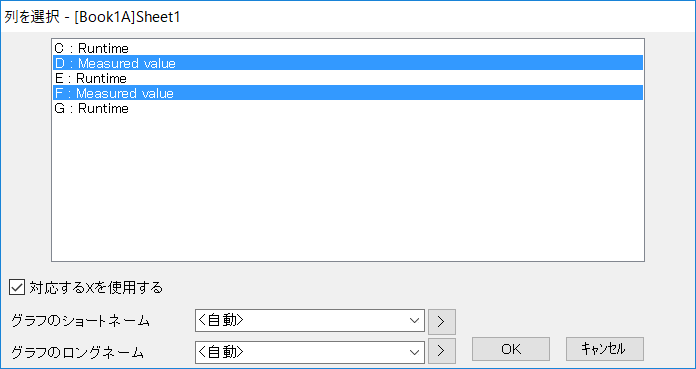 列を選択 - [Book1A]Sheet1
C : Runtime
D : Measured value
E : Runtime
F : Measured value
G : Runtime
対応するXを使用する
グラフのショートネーム <自動> >
グラフのロングネーム <自動> > OK キャンセル